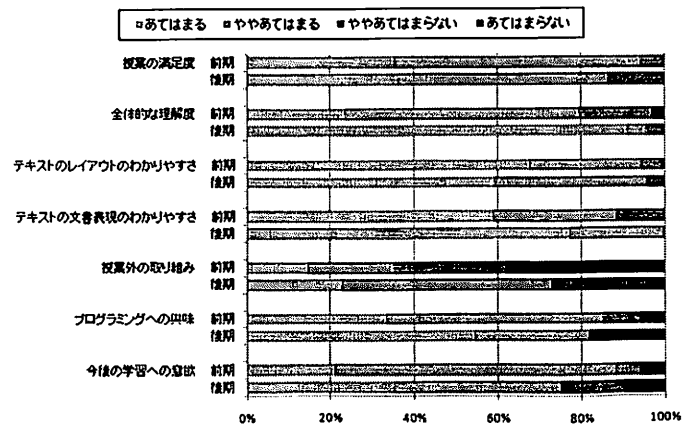 □あてはまる ■ややあてはまる ■ややあてはまらない ■あてはまらない
授業の満足度 前期
後期
全体的な理解度 前期
後期
テキストのレイアウトのわかりやすさ 前期
後期
テキストの文書表現のわかりやすさ 前期
後期
授業外の取り組み 前期
後期
プログラミングへの興味 前期
後期
今後の学習への意欲 前期
後期
0% 20% 40% 60% 80% 100%